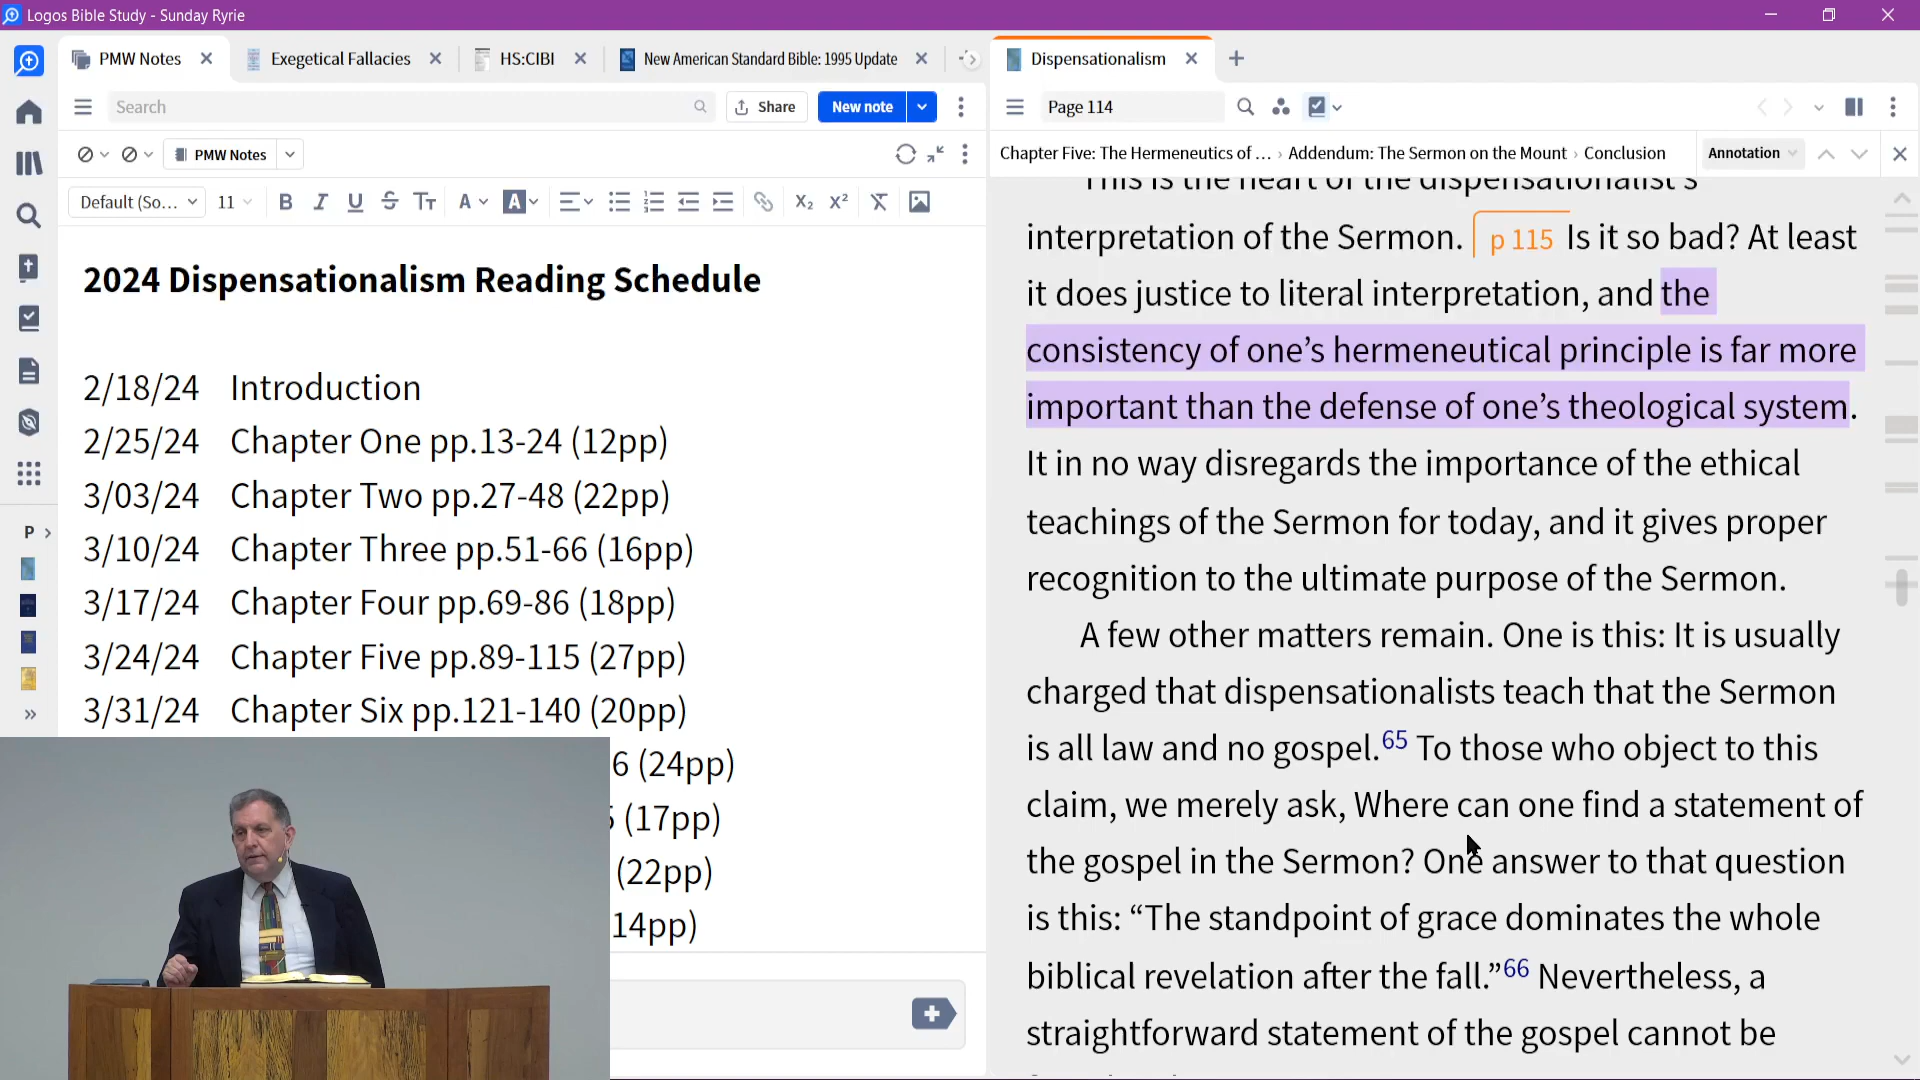 Logos Bible Study - Sunday Ryrie
PMW Notes
Exegetical Fallacies
HS:CIBI
New American Standard Bible: 1995 Update
Dispensationalism
Search
Share
New note
Page 114
PMW Notes
Chapter Five: The Hermeneutics of ... › Addendum: The Sermon on the Mount › Conclusion
Annotation
Default (So...
11
B I U S Tт A A X₂ X²
P
2024 Dispensationalism Reading Schedule
2/18/24 Introduction
2/25/24 Chapter One pp.13-24 (12pp)
3/03/24 Chapter Two pp.27-48 (22pp)
3/10/24 Chapter Three pp.51-66 (16pp)
3/17/24 Chapter Four pp.69-86 (18pp)
3/24/24 Chapter Five pp.89-115 (27pp)
3/31/24 Chapter Six pp.121-140 (20pp)
6 (24pp)
(17pp)
(22pp)
14pp)
This is the heart of the dispensationalist's
interpretation of the Sermon. p 115 Is it so bad? At least
it does justice to literal interpretation, and the
consistency of one’s hermeneutical principle is far more
important than the defense of one’s theological system.
It in no way disregards the importance of the ethical
teachings of the Sermon for today, and it gives proper
recognition to the ultimate purpose of the Sermon.
A few other matters remain. One is this: It is usually
charged that dispensationalists teach that the Sermon
is all law and no gospel.65 To those who object to this
claim, we merely ask, Where can one find a statement of
the gospel in the Sermon? One answer to that question
is this: “The standpoint of grace dominates the whole
biblical revelation after the fall.”66 Nevertheless, a
straightforward statement of the gospel cannot be